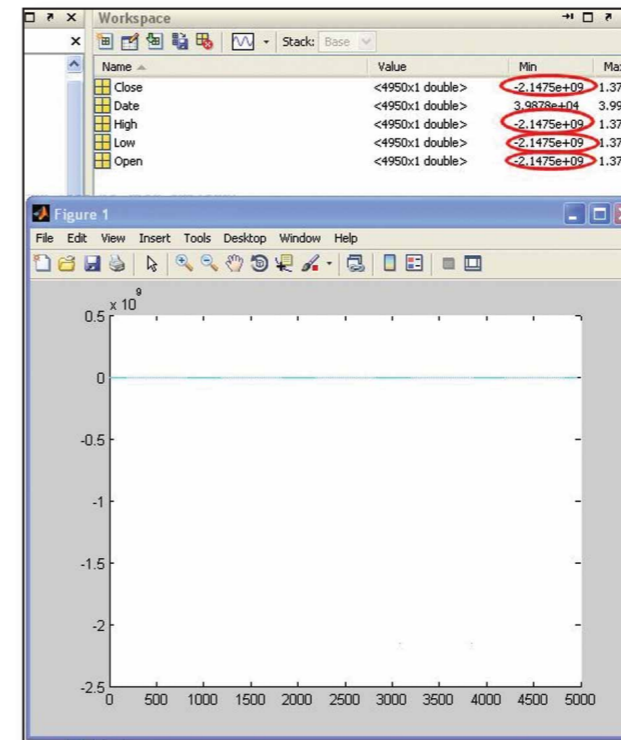 Workspace
Stack: Base
Name Value Min
Close <4950x1 double> -2.1475e+09 1.37
Date <4950x1 double> 3.9878e+04 3.99
High <4950x1 double> -2.1475e+09 1.37
Low <4950x1 double> -2.1475e+09 1.37
Open <4950x1 double> -2.1475e+09 1.37
Figure 1
File Edit View Insert Tools Desktop Window Help
x 10^9
0.5
0
-0.5
-1
-1.5
-2
-2.5
0 500 1000 1500 2000 2500 3000 3500 4000 4500 5000